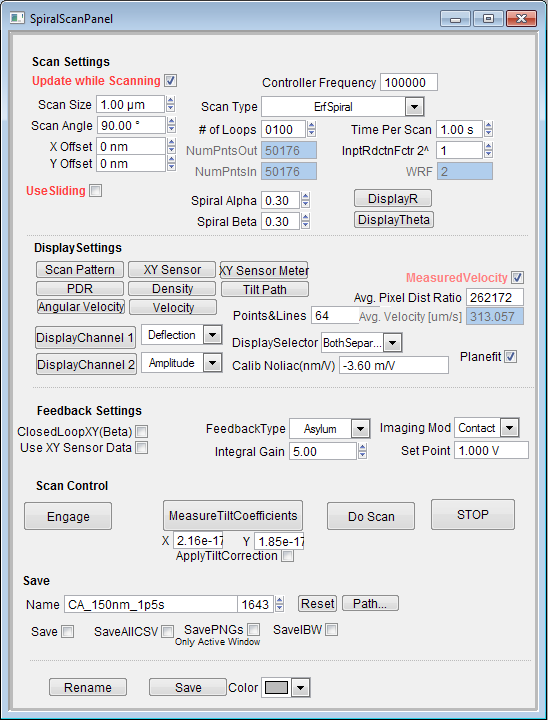 SpiralScanPanel
Scan Settings
Update while Scanning
Controller Frequency 100000
Scan Size 1.00 µm
Scan Type ErfSpiral
Scan Angle 90.00 °
# of Loops 0100
Time Per Scan 1.00 s
X Offset 0 nm
NumPntsOut 50176
InptRdctnFctr 2^ 1
Y Offset 0 nm
NumPntsIn 50176
WRF 2
UseSliding
Spiral Alpha 0.30
DisplayR
Spiral Beta 0.30
DisplayTheta
DisplaySettings
Scan Pattern XY Sensor XY Sensor Meter
MeasuredVelocity
PDR Density Tilt Path
Avg. Pixel Dist Ratio 262172
Angular Velocity Velocity
Points&Lines 64
Avg. Velocity [um/s] 313.057
DisplayChannel 1 Deflection
DisplaySelector BothSepar...
DisplayChannel 2 Amplitude
Calib Noliac(nm/V) -3.60 m/V
Planefit
Feedback Settings
ClosedLoopXY(Beta)
FeedbackType Asylum
Imaging Mod Contact
Use XY Sensor Data
Integral Gain 5.00
Set Point 1.000 V
Scan Control
Engage MeasureTiltCoefficients Do Scan STOP
X 2.16e-17 Y 1.85e-17
ApplyTiltCorrection
Save
Name CA_150nm_1p5s 1643 Reset Path...
Save SaveAllCSV SavePNGs SaveIBW
Only Active Window
Rename Save Color